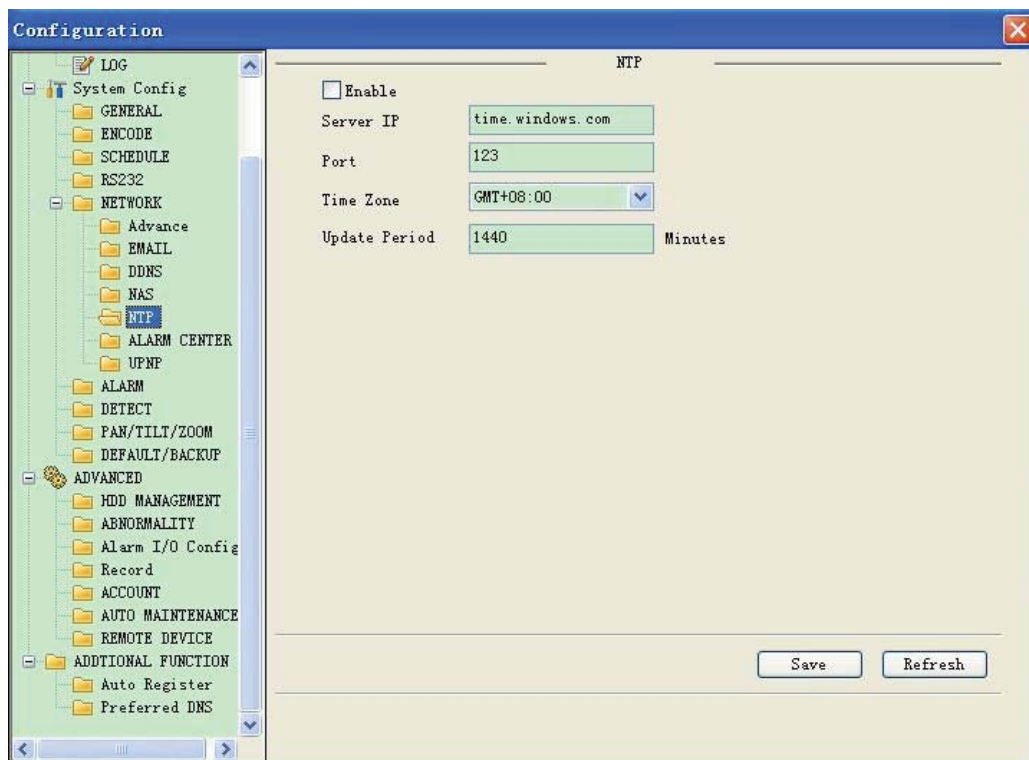 Configuration
LOG
System Config
GENERAL
ENCODE
SCHEDULE
RS232
NETWORK
Advance
EMAIL
DDNS
NAS
NTP
ALARM CENTER
UPNP
ALARM
DETECT
PAN/TILT/ZOOM
DEFAULT/BACKUP
ADVANCED
HDD MANAGEMENT
ABNORMALITY
Alarm I/O Config
Record
ACCOUNT
AUTO MAINTENANCE
REMOTE DEVICE
ADDTIONAL FUNCTION
Auto Register
Preferred DNS
NTP
Enable
Server IP time.windows.com
Port 123
Time Zone GMT+08:00
Update Period 1440 Minutes
Save Refresh